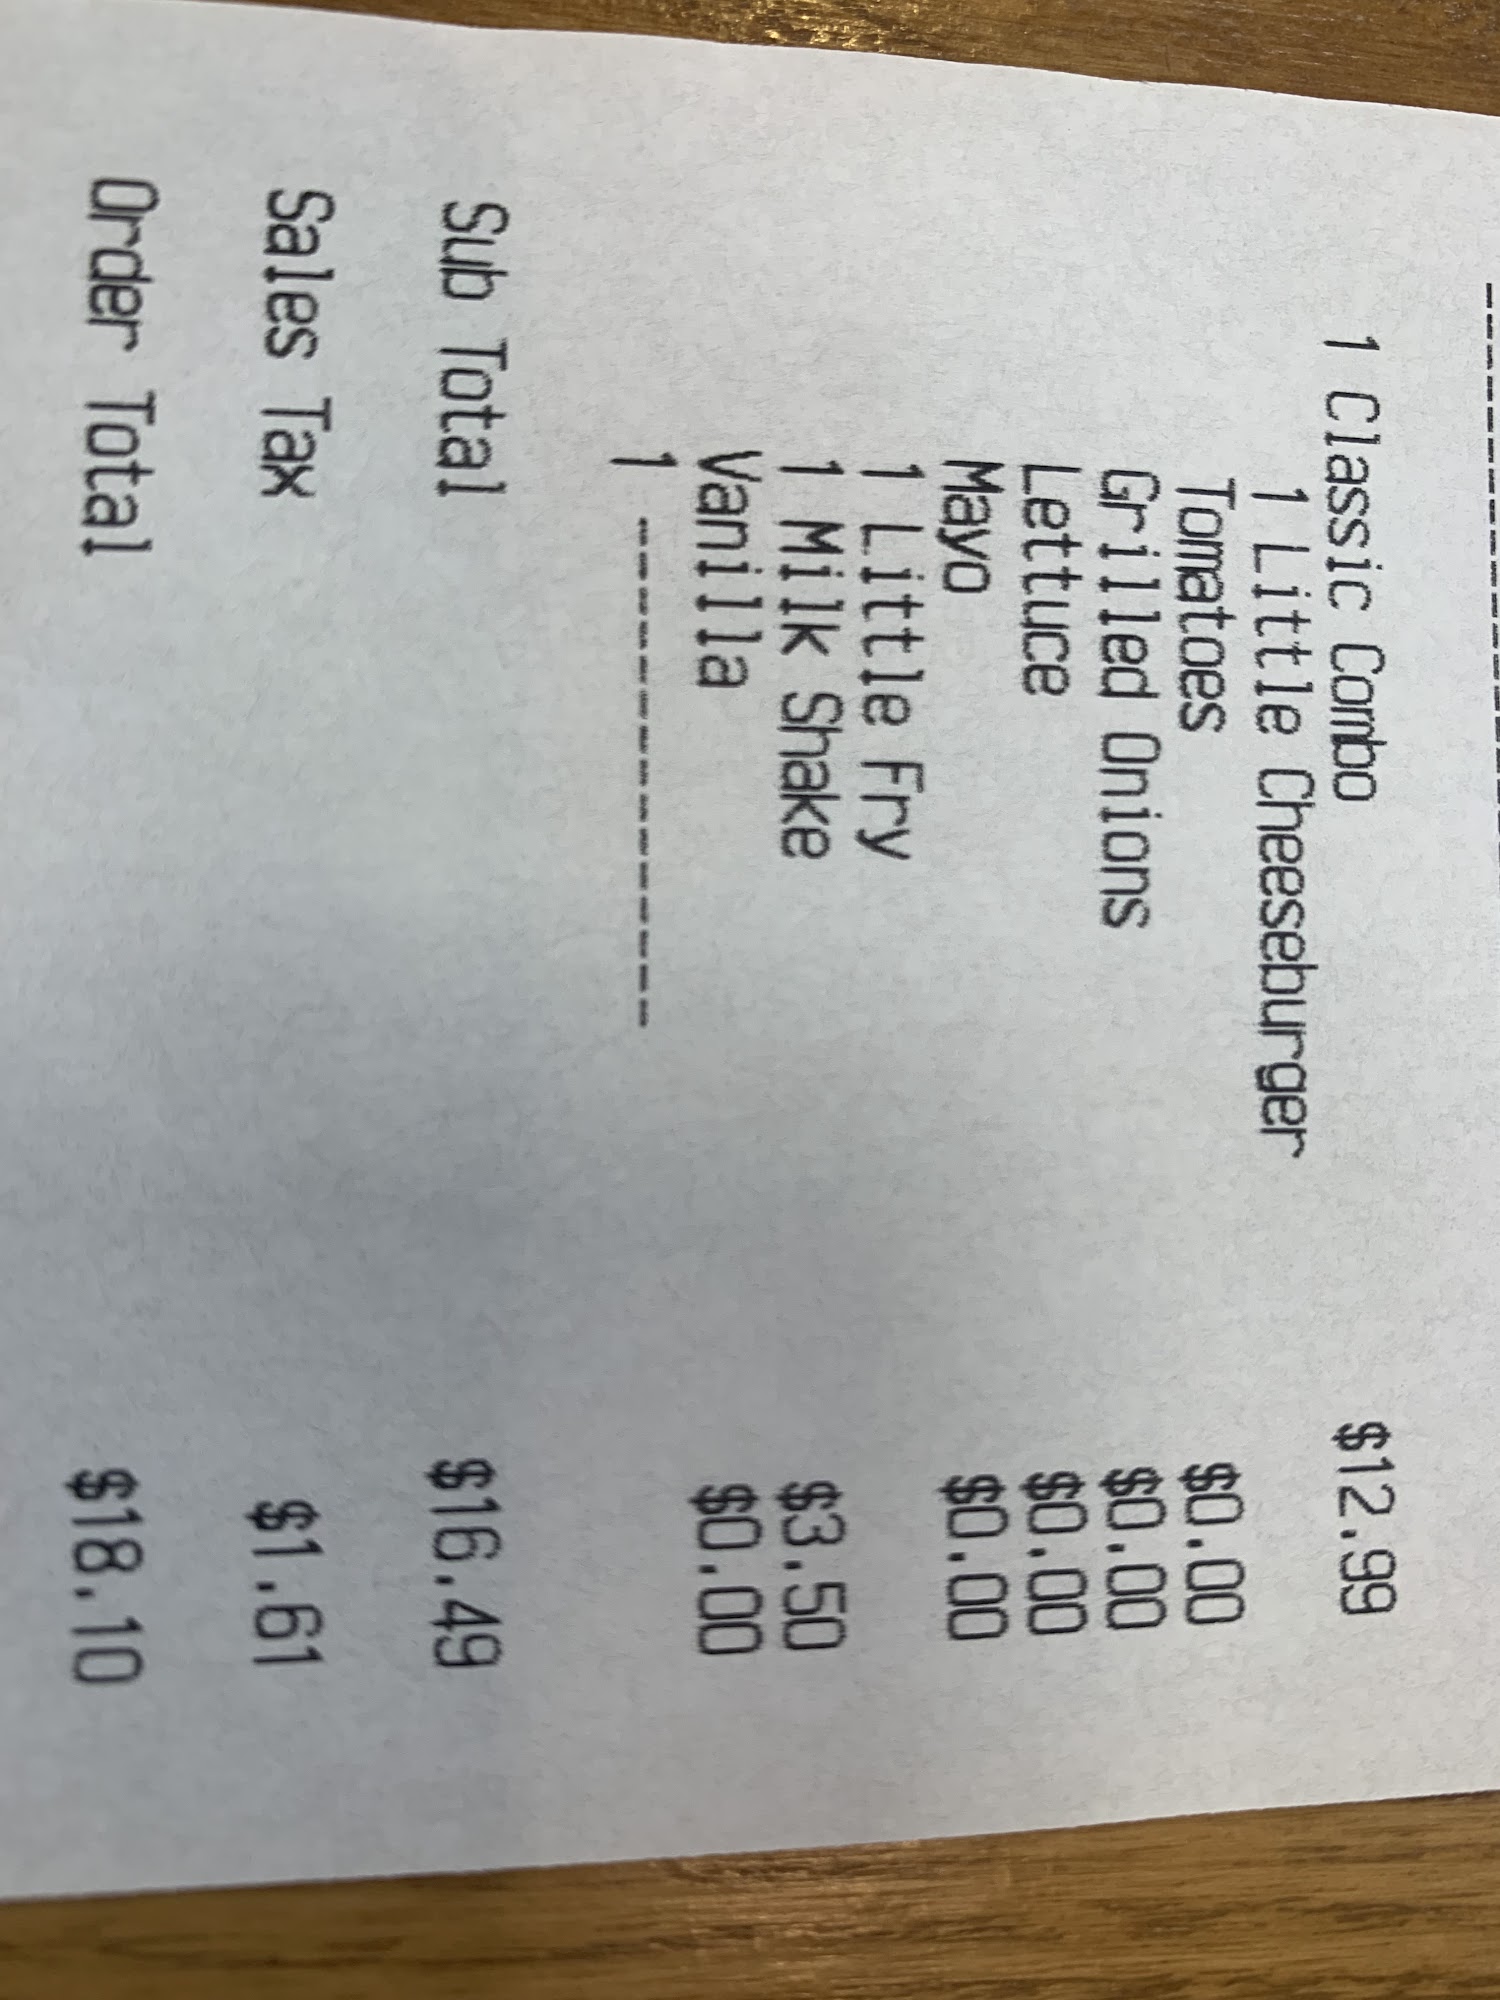 --------------------
1 Classic Combo $12.99
1 Little Cheeseburger
Tomatoes $0.00
Grilled Onions $0.00
Lettuce $0.00
Mayo $0.00
1 Little Fry
1 Milk Shake $3.50
Vanilla $0.00
1 ------------------
Sub Total $16.49
Sales Tax $1.61
Order Total $18.10